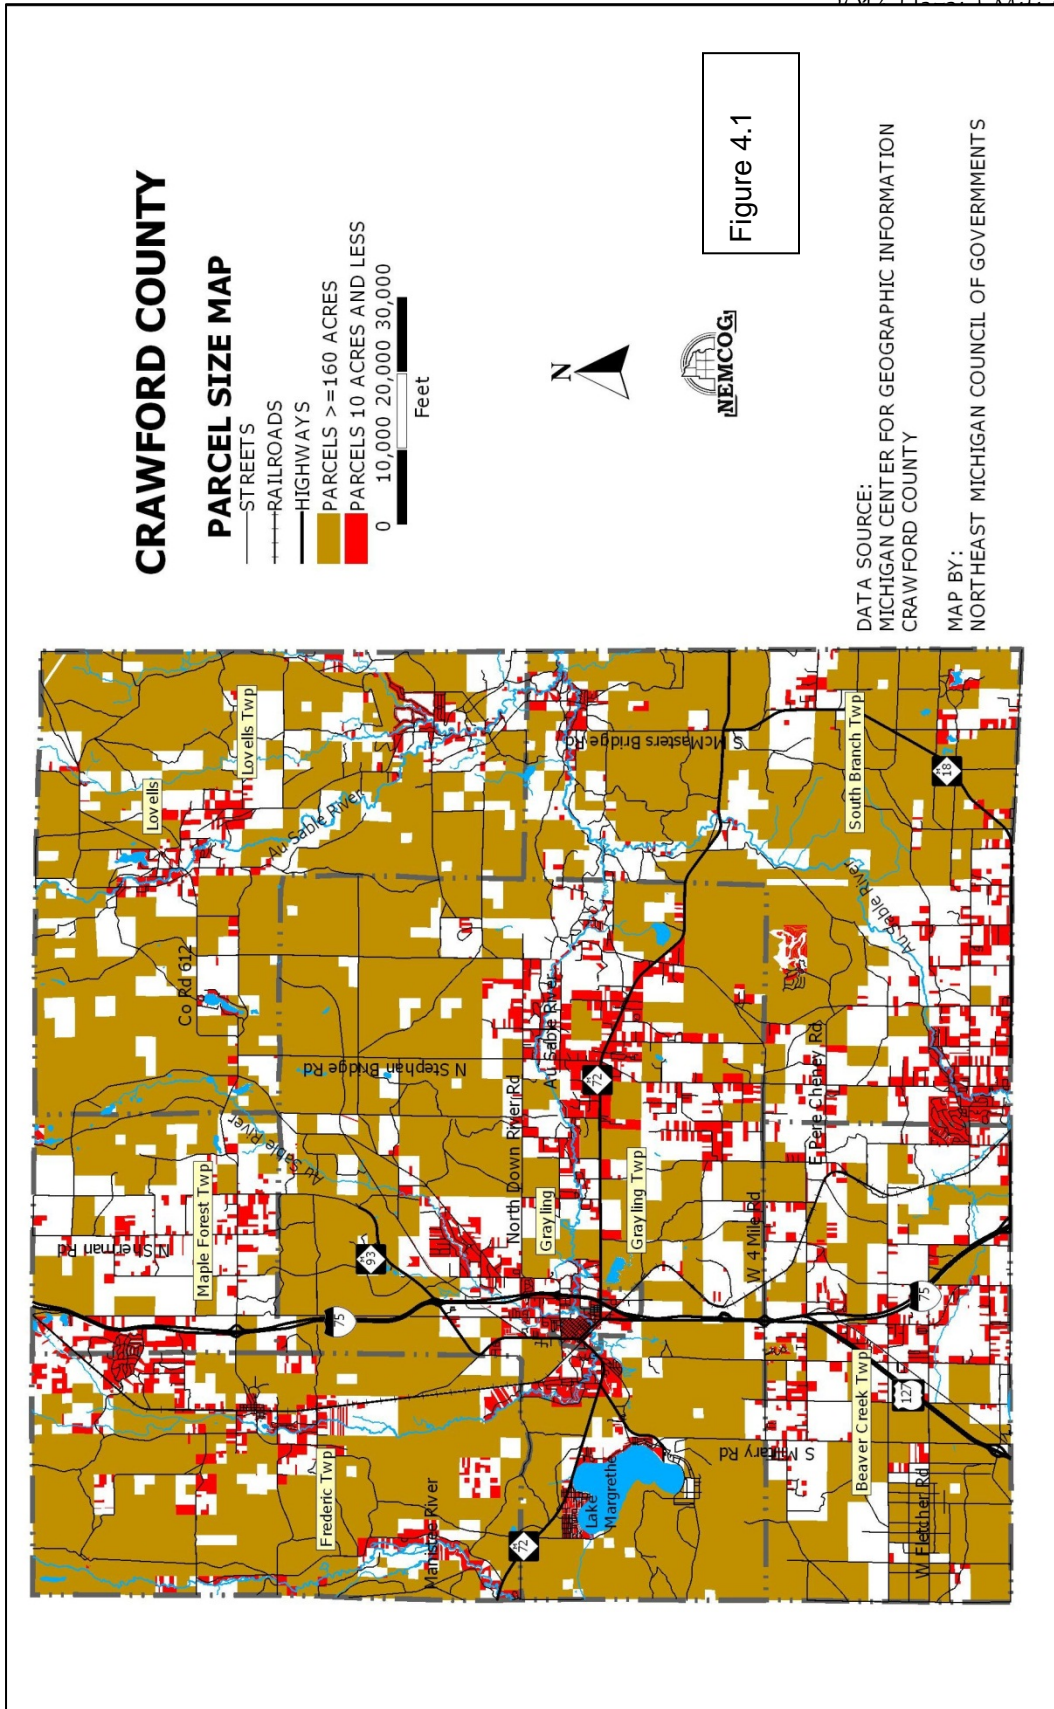 CRAWFORD COUNTY
PARCEL SIZE MAP
STREETS
RAILROADS
HIGHWAYS
PARCELS >=160 ACRES
PARCELS 10 ACRES AND LESS
0 10,000 20,000 30,000
Feet
N
NEMCOG
Figure 4.1
DATA SOURCE:
MICHIGAN CENTER FOR GEOGRAPHIC INFORMATION
CRAWFORD COUNTY
MAP BY:
NORTHEAST MICHIGAN COUNCIL OF GOVERNMENTS
Lovells
Lovells Twp
Au Sable River
Co Rd 612
N Stephan Bridge Rd
Au Sable River
Maple Forest Twp
N Sherman Rd
M 93
75
Frederic Twp
Manistee River
North Down River Rd
Au Sable River
Grayling
M 72
Grayling Twp
S McMasters Bridge Rd
M 72
Lake
Margrethe
W 4 Mile Rd
E Pere Cheney Rd
S Military Rd
South Branch Twp
Au Sable River
M 18
Beaver Creek Twp
127
75
W Fletcher Rd